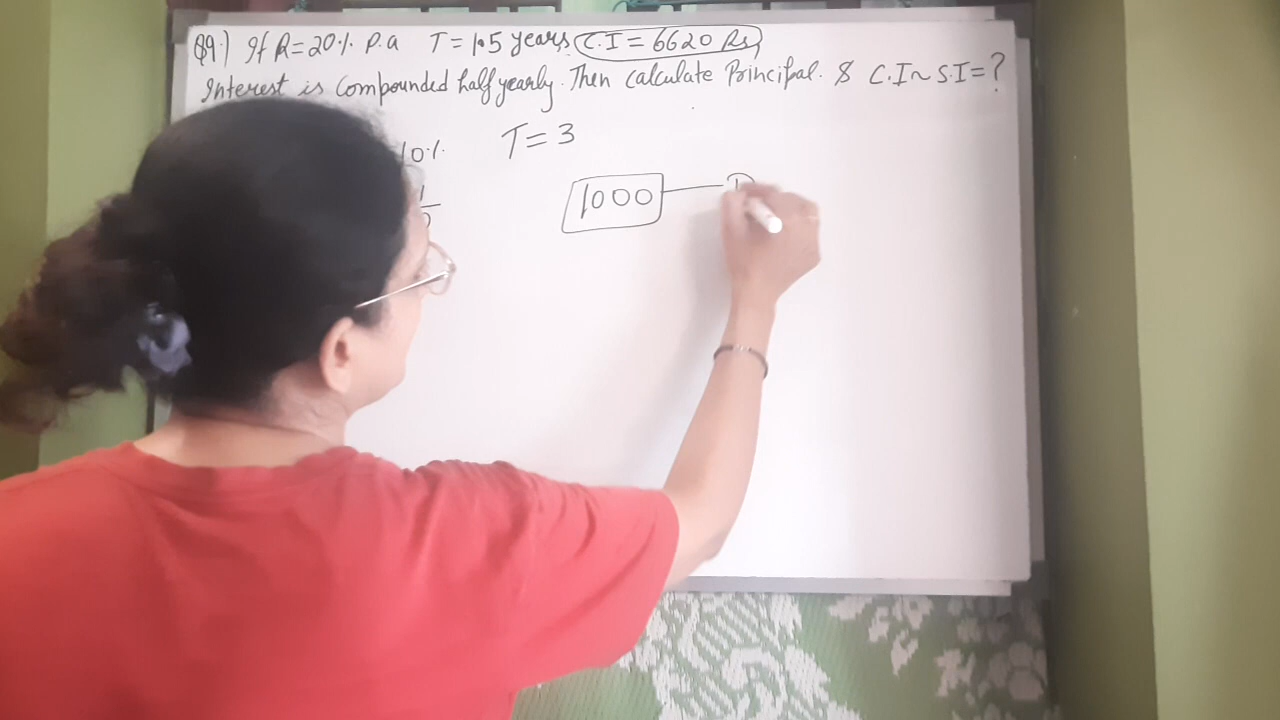 Q9.) If R=20% P.a T=1.5 years C.I=6620 Rs
Interest is Compounded half yearly. Then calculate Principal. & C.I~S.I=?
10% T=3
1 1000